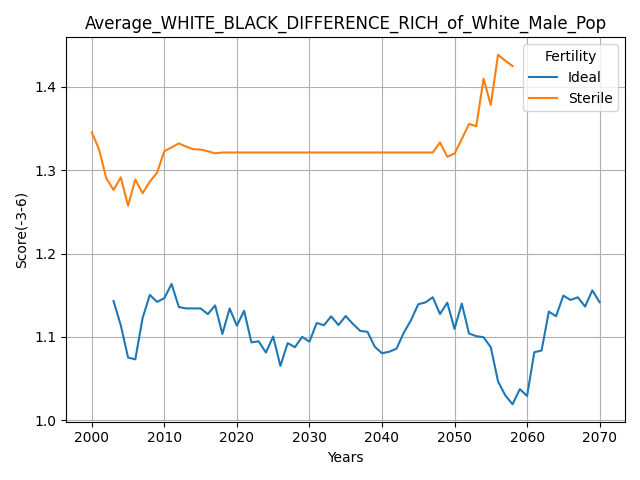 Average_WHITE_BLACK_DIFFERENCE_RICH_of_White_Male_Pop
Fertility
Ideal
Sterile
Score(-3-6)
1.4
1.3
1.2
1.1
1.0
2000 2010 2020 2030 2040 2050 2060 2070
Years